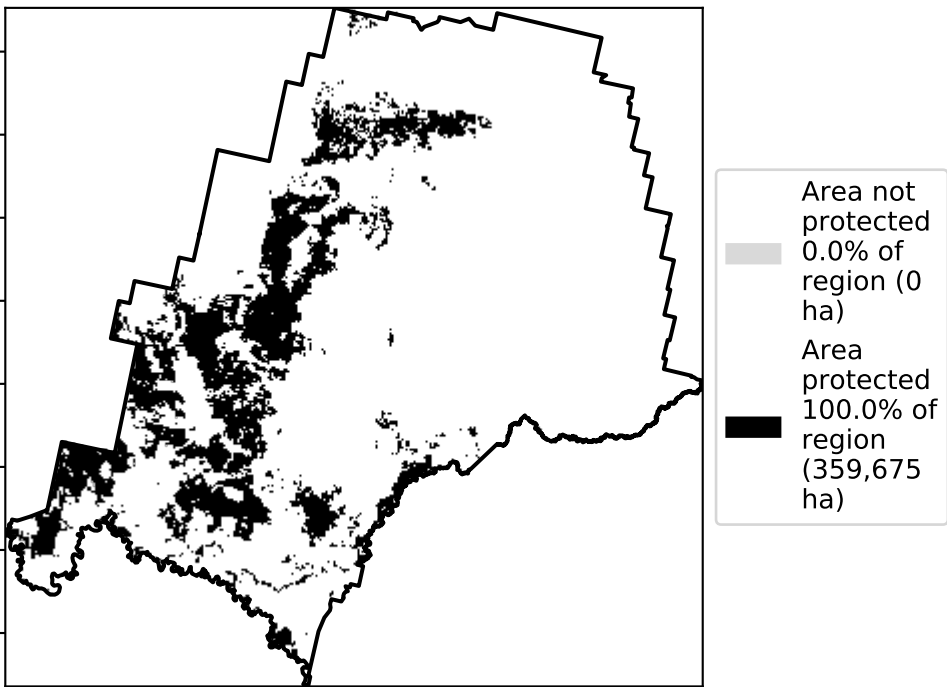 Area not
protected
0.0% of
region (0
ha)
Area
protected
100.0% of
region
(359,675
ha)